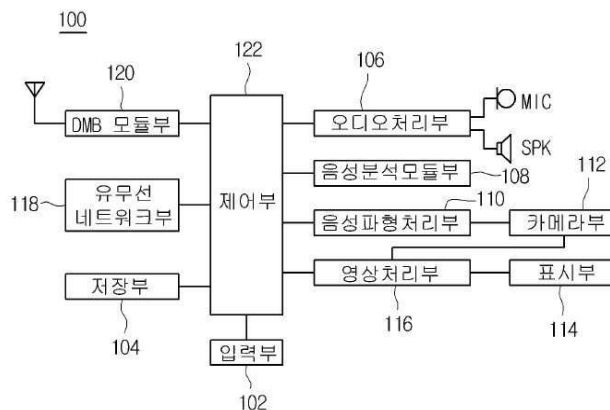 100
122
120
106
MIC
DMB 모듈부
오디오처리부
SPK
음성분석모듈부
112
108
118
유무선
네트워크부
제어부
110
음성파형처리부
카메라부
저장부
영상처리부
표시부
104
116
114
입력부
102